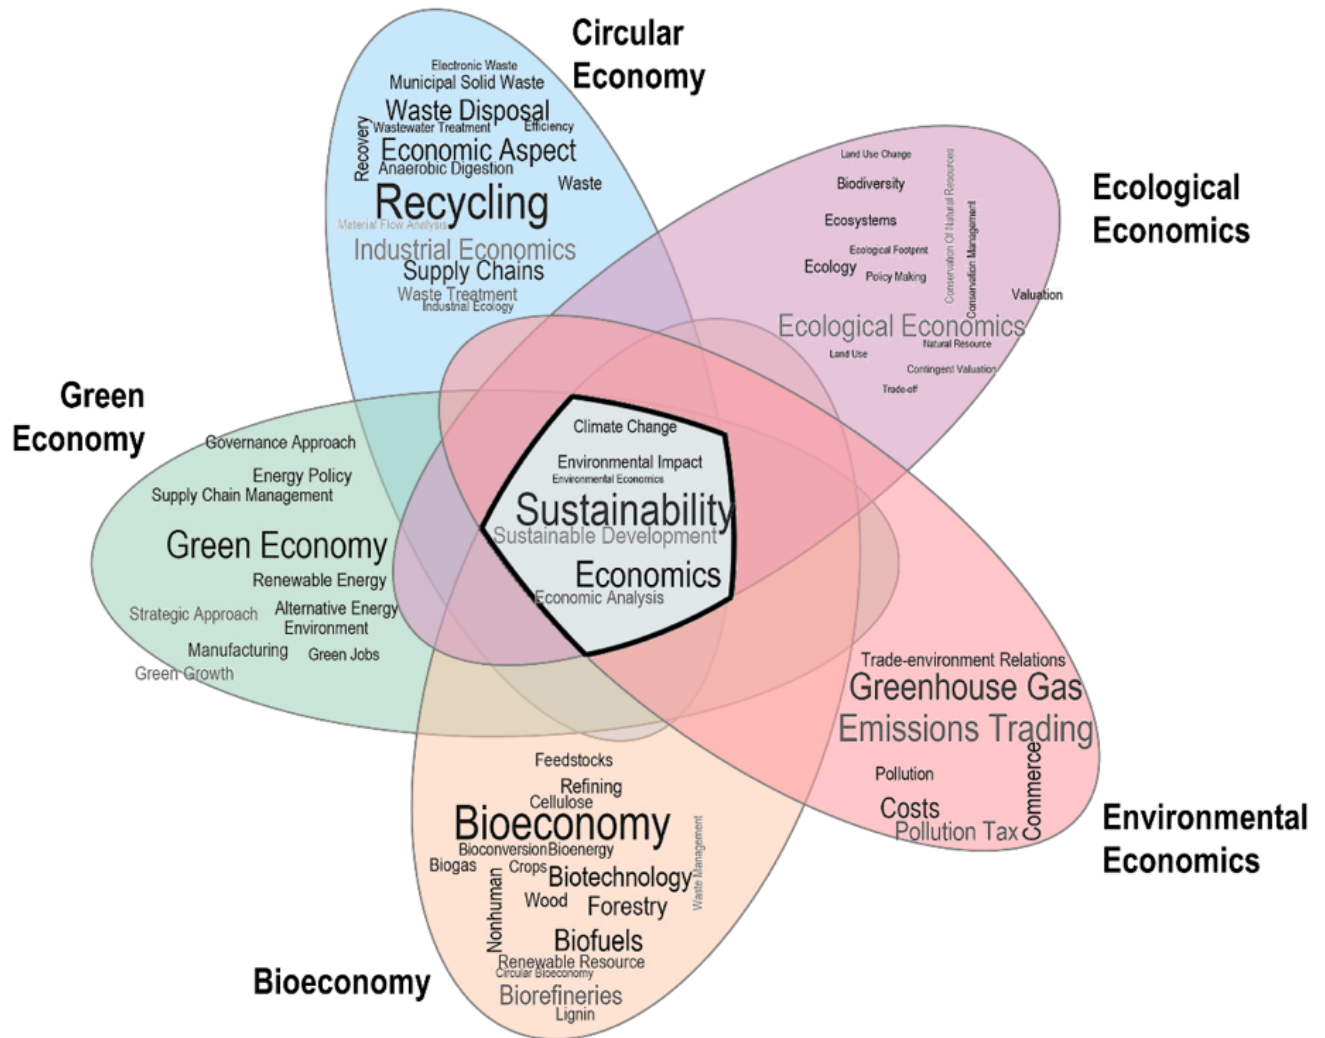 Circular
Economy
Electronic Waste
Municipal Solid Waste
Waste Disposal
Wastewater Treatment
Efficiency
Recovery
Economic Aspect
Anaerobic Digestion
Waste
Recycling
Material Flow Analysis
Industrial Economics
Supply Chains
Waste Treatment
Industrial Ecology
Ecological
Economics
Land Use Change
Biodiversity
Conservation Of Natural Resources
Conservation Management
Ecosystems
Ecological Footprint
Ecology
Policy Making
Valuation
Ecological Economics
Natural Resource
Land Use
Contingent Valuation
Trade-off
Green
Economy
Governance Approach
Energy Policy
Supply Chain Management
Green Economy
Renewable Energy
Strategic Approach
Alternative Energy
Environment
Manufacturing
Green Jobs
Green Growth
Climate Change
Environmental Impact
Environmental Economics
Sustainability
Sustainable Development
Economics
Economic Analysis
Trade-environment Relations
Greenhouse Gas
Emissions Trading
Pollution
Commerce
Costs
Pollution Tax
Environmental
Economics
Feedstocks
Refining
Cellulose
Bioeconomy
Bioconversion
Bioenergy
Biogas
Crops
Biotechnology
Waste Management
Nonhuman
Wood
Forestry
Biofuels
Renewable Resource
Circular Bioeconomy
Biorefineries
Lignin
Bioeconomy